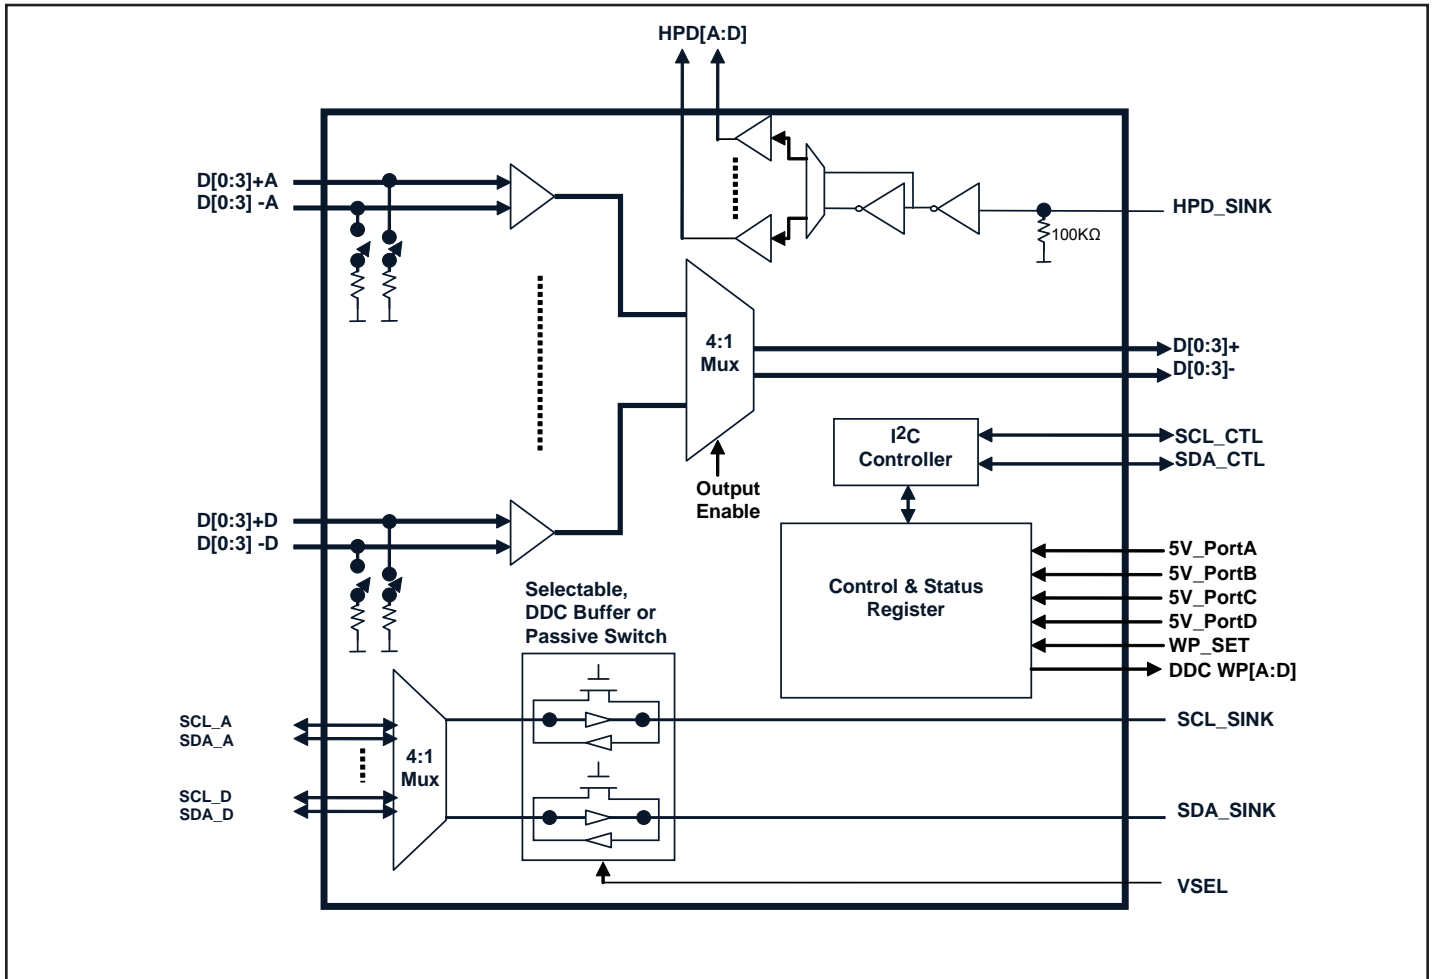 HPD[A:D]
D[0:3]+A
D[0:3] -A
HPD_SINK
100KΩ
4:1
Mux
D[0:3]+
D[0:3]-
I2C
Controller
SCL_CTL
SDA_CTL
Output
Enable
D[0:3]+D
D[0:3] -D
Control & Status
Register
5V_PortA
5V_PortB
5V_PortC
5V_PortD
WP_SET
DDC WP[A:D]
Selectable,
DDC Buffer or
Passive Switch
SCL_A
SDA_A
4:1
Mux
SCL_D
SDA_D
SCL_SINK
SDA_SINK
VSEL